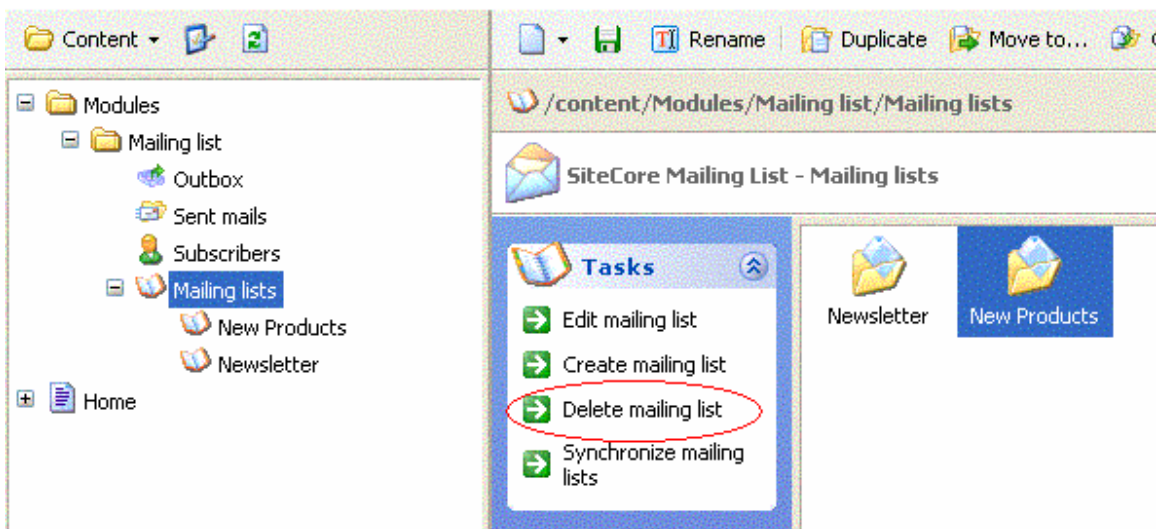 Content
Rename
Duplicate
Move to...
Modules
Mailing list
Outbox
Sent mails
Subscribers
Mailing lists
New Products
Newsletter
Home
/content/Modules/Mailing list/Mailing lists
SiteCore Mailing List - Mailing lists
Tasks
Edit mailing list
Create mailing list
Delete mailing list
Synchronize mailing
lists
Newsletter
New Products